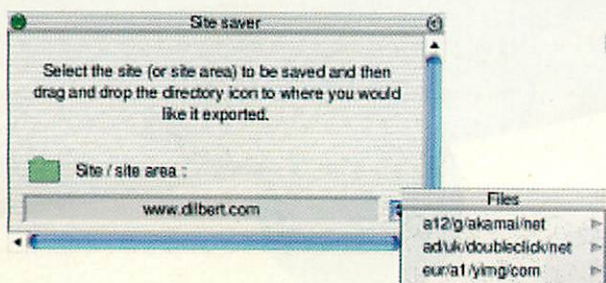 Site saver
Select the site (or site area) to be saved and then
drag and drop the directory icon to where you would
like it exported.
Site / site area :
www.dilbert.com
Files
a12/g/akamai/net
ad/uk/doubleclick/net
eur/a1/yimg/com